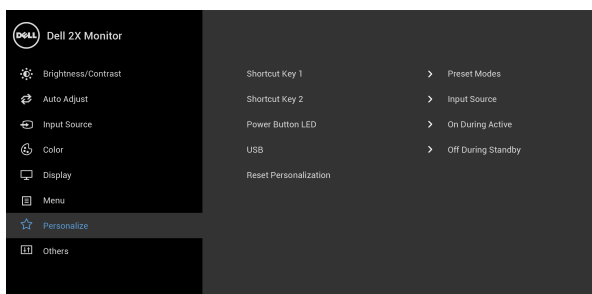 DELL Dell 2X Monitor
Brightness/Contrast Shortcut Key 1 Preset Modes
Auto Adjust Shortcut Key 2 Input Source
Input Source Power Button LED On During Active
Color USB Off During Standby
Display Reset Personalization
Menu
Personalize
Others